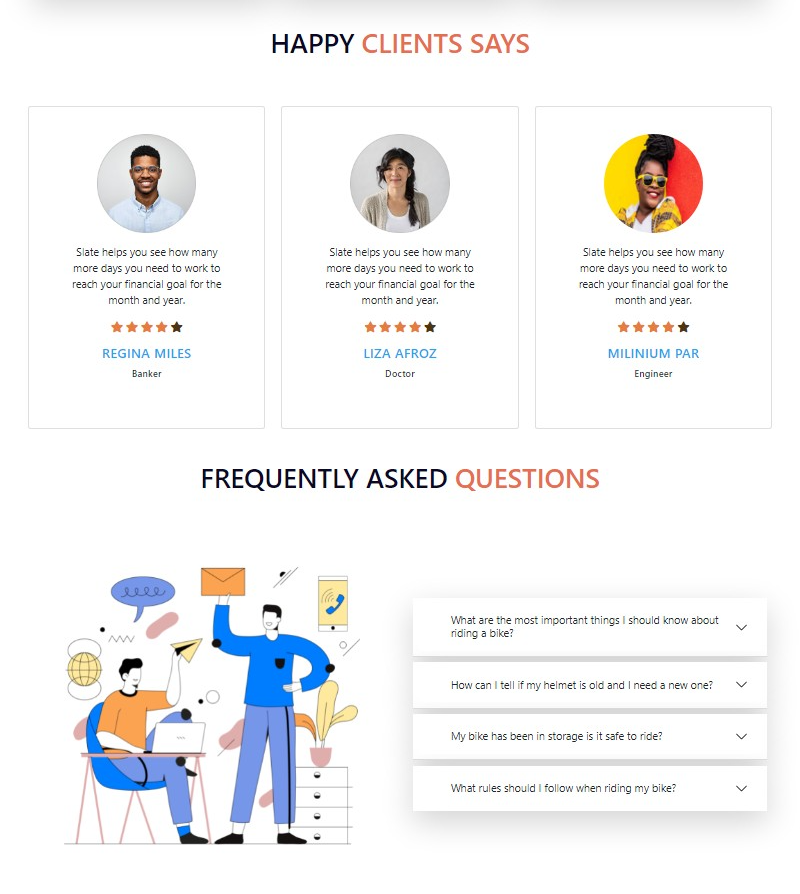 HAPPY CLIENTS SAYS
Slate helps you see how many
more days you need to work to
reach your financial goal for the
month and year.
REGINA MILES
Banker
Slate helps you see how many
more days you need to work to
reach your financial goal for the
month and year.
LIZA AFROZ
Doctor
Slate helps you see how many
more days you need to work to
reach your financial goal for the
month and year.
MILINIUM PAR
Engineer
FREQUENTLY ASKED QUESTIONS
What are the most important things I should know about
riding a bike?
How can I tell if my helmet is old and I need a new one?
My bike has been in storage is it safe to ride?
What rules should I follow when riding my bike?